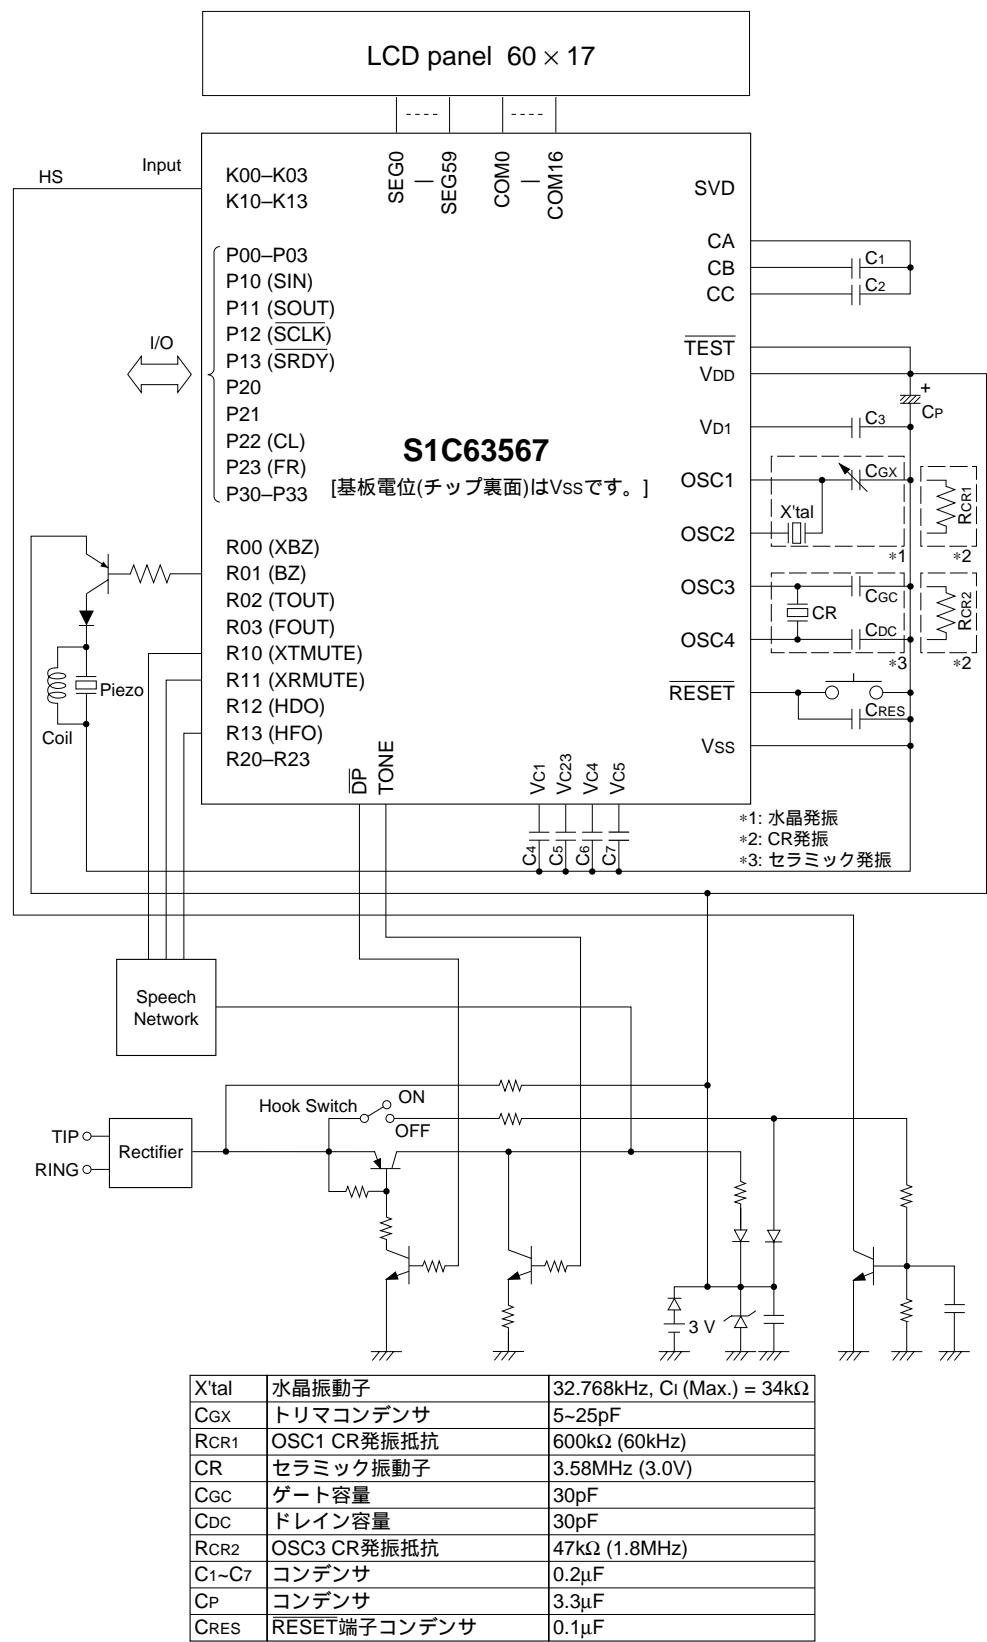 LCD panel 60 × 17
HS
Input
K00–K03
K10–K13
SEG0
—
SEG59
COM0
—
COM16
SVD
CA
CB
CC
C1
C2
P00–P03
P10 (SIN)
P11 (SOUT)
P12 (SCLK)
P13 (SRDY)
P20
P21
P22 (CL)
P23 (FR)
P30–P33
I/O
TEST
VDD
+
CP
VD1
C3
S1C63567
[基板電位(チップ裏面)はVSSです。]
OSC1
CGX
X'tal
OSC2
*1
RCR1
*2
R00 (XBZ)
R01 (BZ)
R02 (TOUT)
R03 (FOUT)
R10 (XTMUTE)
R11 (XRMUTE)
R12 (HDO)
R13 (HFO)
R20–R23
OSC3
CGC
CR
OSC4
CDC
*3
RCR2
*2
Piezo
Coil
RESET
CRES
VSS
DP
TONE
VC1
VC23
VC4
VC5
C4
C5
C6
C7
*1: 水晶発振
*2: CR発振
*3: セラミック発振
Speech
Network
Hook Switch
ON
OFF
TIP
RING
Rectifier
3 V
X'tal 水晶振動子 32.768kHz, CI (Max.) = 34kΩ
CGX トリマコンデンサ 5~25pF
RCR1 OSC1 CR発振抵抗 600kΩ (60kHz)
CR セラミック振動子 3.58MHz (3.0V)
CGC ゲート容量 30pF
CDC ドレイン容量 30pF
RCR2 OSC3 CR発振抵抗 47kΩ (1.8MHz)
C1~C7 コンデンサ 0.2μF
CP コンデンサ 3.3μF
CRES RESET端子コンデンサ 0.1μF